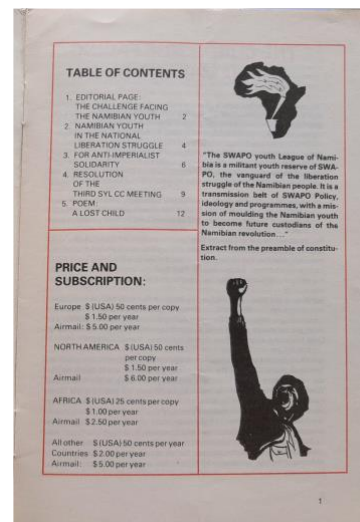 TABLE OF CONTENTS
1. EDITORIAL PAGE:
THE CHALLENGE FACING
THE NAMIBIAN YOUTH 2
2. NAMIBIAN YOUTH
IN THE NATIONAL
LIBERATION STRUGGLE 4
3. FOR ANTI-IMPERIALIST
SOLIDARITY 6
4. RESOLUTION
OF THE
THIRD SYL CC MEETING 9
5. POEM:
A LOST CHILD 12
PRICE AND
SUBSCRIPTION:
Europe $ (USA) 50 cents per copy
$ 1.50 per year
Airmail: $ 5.00 per year
NORTH AMERICA $ (USA) 50 cents
per copy
$ 1.50 per year
Airmail $ 6.00 per year
AFRICA $ (USA) 25 cents per copy
$ 1.00 per year
Airmail $ 2.50 per year
All other $ (USA) 50 cents per year
Countries $ 2.00 per year
Airmail: $ 5.00 per year
"The SWAPO youth League of Nami-
bia is a militant youth reserve of SWA-
PO, the vanguard of the liberation
struggle of the Namibian people. It is a
transmission belt of SWAPO Policy,
ideology and programmes, with a mis-
sion of moulding the Namibian youth
to become future custodians of the
Namibian revolution . . ."
Extract from the preamble of constitu-
tion.
1